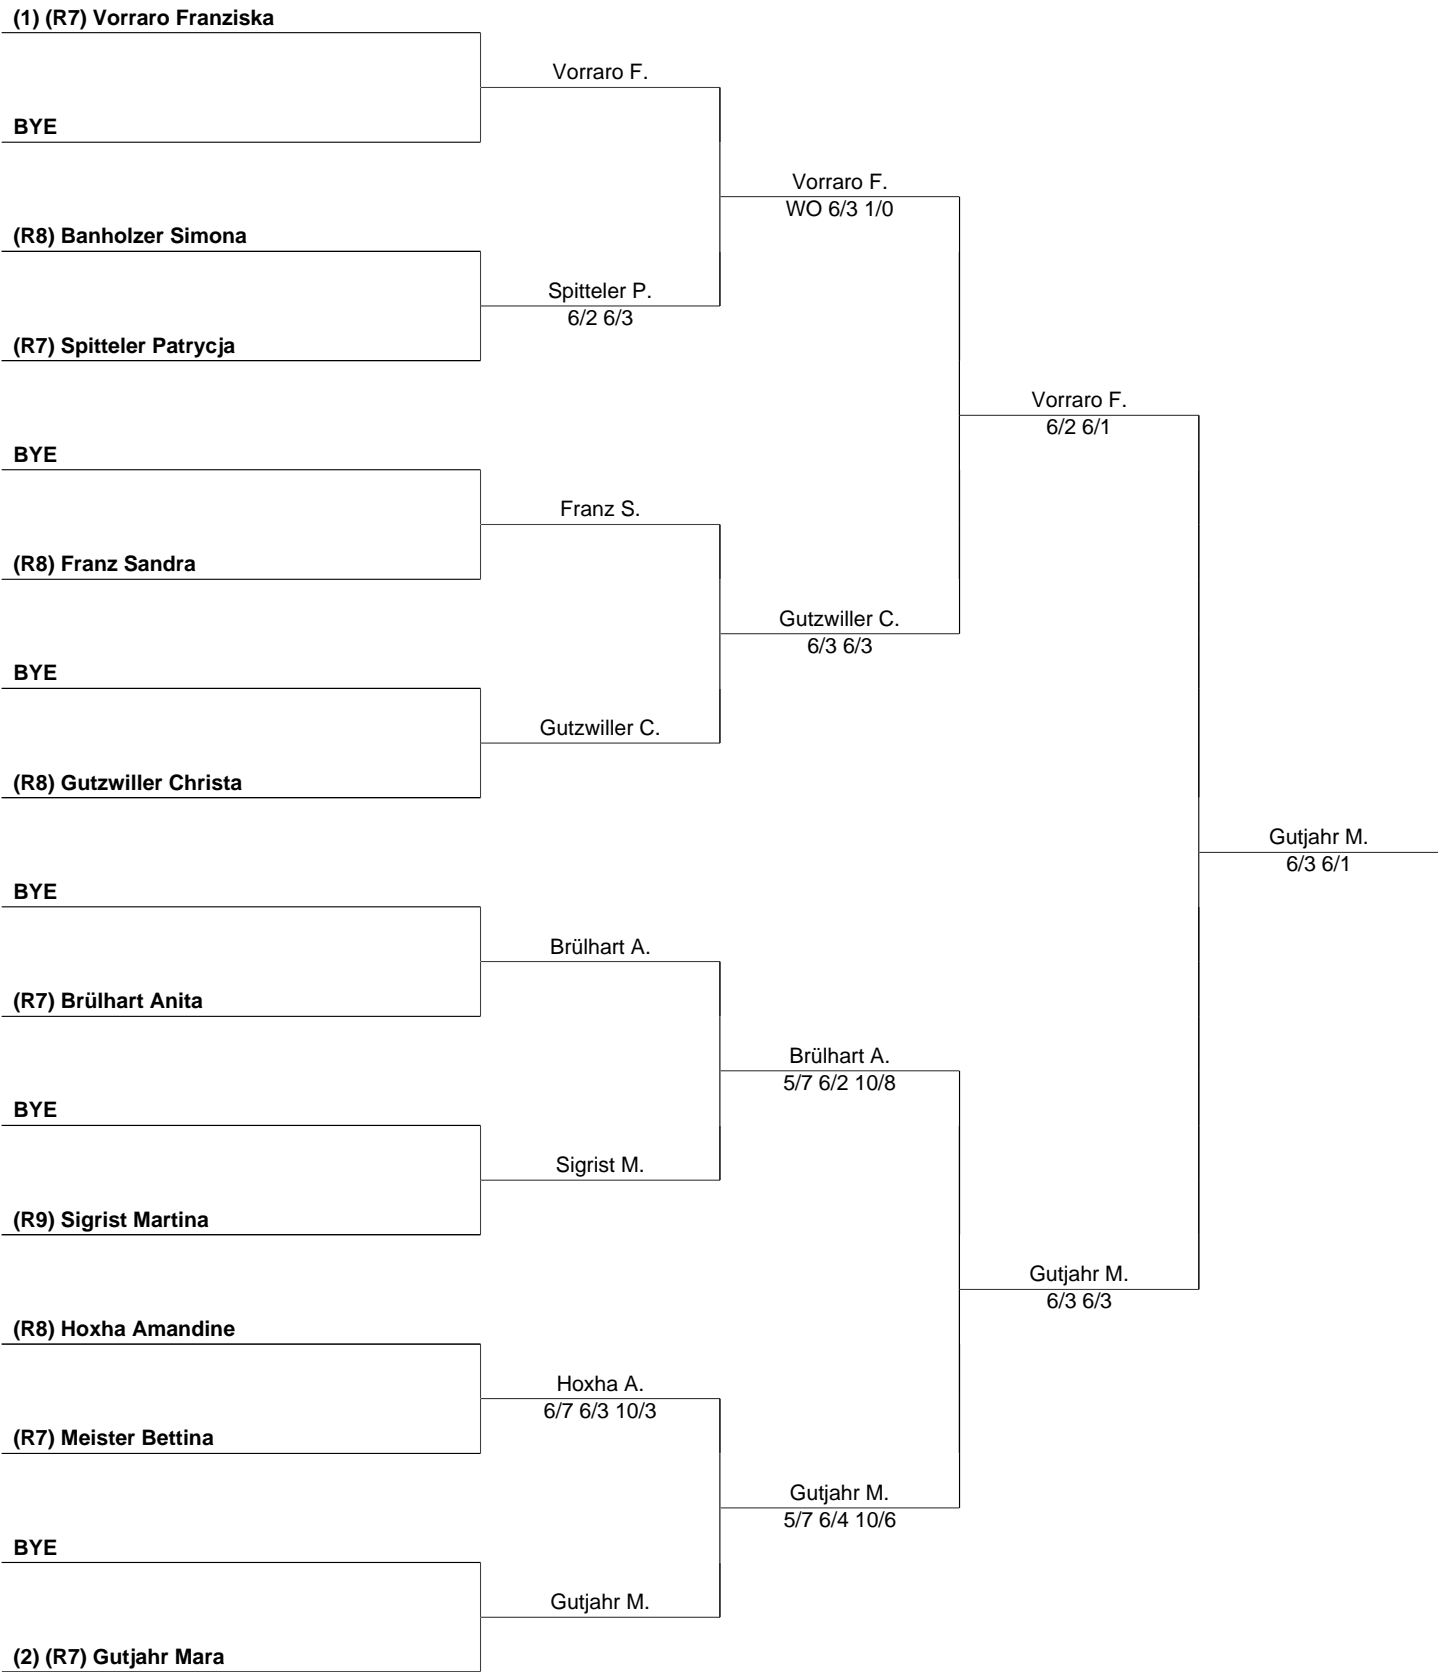 (1) (R7) Vorraro Franziska
Vorraro F.
BYE
Vorraro F.
WO 6/3 1/0
(R8) Banholzer Simona
Spitteler P.
6/2 6/3
(R7) Spitteler Patrycja
Vorraro F.
6/2 6/1
BYE
Franz S.
(R8) Franz Sandra
Gutzwiller C.
6/3 6/3
BYE
Gutzwiller C.
(R8) Gutzwiller Christa
Gutjahr M.
6/3 6/1
BYE
Brülhart A.
(R7) Brülhart Anita
Brülhart A.
5/7 6/2 10/8
BYE
Sigrist M.
(R9) Sigrist Martina
Gutjahr M.
6/3 6/3
(R8) Hoxha Amandine
Hoxha A.
6/7 6/3 10/3
(R7) Meister Bettina
Gutjahr M.
5/7 6/4 10/6
BYE
Gutjahr M.
(2) (R7) Gutjahr Mara